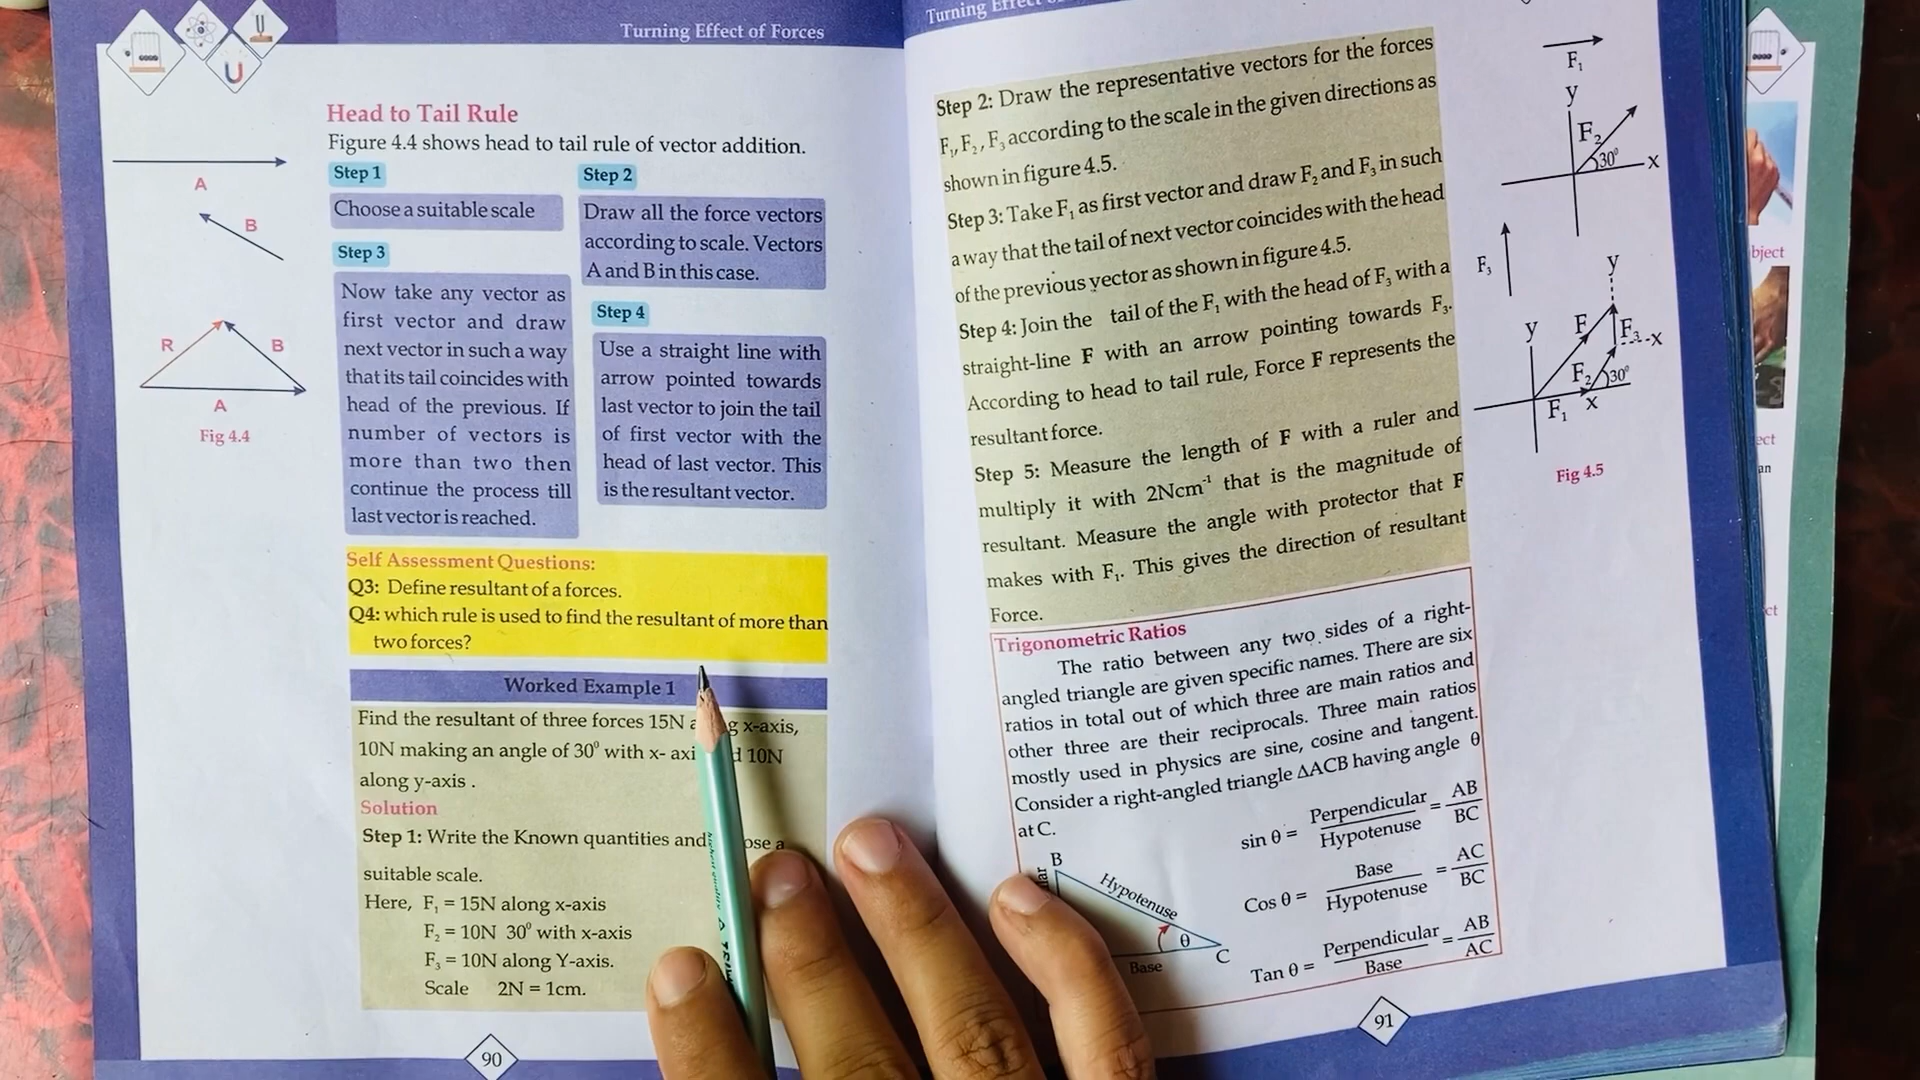 Turning Effect of Forces
Head to Tail Rule
Figure 4.4 shows head to tail rule of vector addition.
A
B
R
B
A
Fig 4.4
Step 1
Choose a suitable scale
Step 2
Draw all the force vectors
according to scale. Vectors
A and B in this case.
Step 3
Now take any vector as
first vector and draw
next vector in such a way
that its tail coincides with
head of the previous. If
number of vectors is
more than two then
continue the process till
last vector is reached.
Step 4
Use a straight line with
arrow pointed towards
last vector to join the tail
of first vector with the
head of last vector. This
is the resultant vector.
Self Assessment Questions:
Q3: Define resultant of a forces.
Q4: which rule is used to find the resultant of more than
two forces?
Worked Example 1
Find the resultant of three forces 15N x-axis,
10N making an angle of 30⁰ with x- 10N
along y-axis .
Solution
Step 1: Write the Known quantities and a
suitable scale.
Here, F₁ = 15N along x-axis
F₂ = 10N 30⁰ with x-axis
F₃ = 10N along Y-axis.
Scale 2N = 1cm.
90
Turning
Step 2: Draw the representative vectors for the forces
F₁, F₂, F₃ according to the scale in the given directions as
shown in figure 4.5.
Step 3: Take F₁ as first vector and draw F₂ and F₃ in such
a way that the tail of next vector coincides with the head
of the previous vector as shown in figure 4.5.
Step 4: Join the tail of the F₁ with the head of F₃ with a
straight-line F with an arrow pointing towards F₃.
According to head to tail rule, Force F represents the
resultant force.
Step 5: Measure the length of F with a ruler and
multiply it with 2Ncm⁻¹ that is the magnitude of
resultant. Measure the angle with protector that F
makes with F₁. This gives the direction of resultant
Force.
F₁
y
F₂
30⁰
x
F₃
y
y
F
F₃
x
F₂
30⁰
F₁
x
Fig 4.5
Trigonometric Ratios
The ratio between any two sides of a right-
angled triangle are given specific names. There are six
ratios in total out of which three are main ratios and
other three are their reciprocals. Three main ratios
mostly used in physics are sine, cosine and tangent.
Consider a right-angled triangle ΔACB having angle θ
at C.
B
Hypotenuse
θ
C
Base
sin θ = Perpendicular/Hypotenuse = AB/BC
Cos θ = Base/Hypotenuse = AC/BC
Tan θ = Perpendicular/Base = AB/AC
91
bject
ect
an
ct